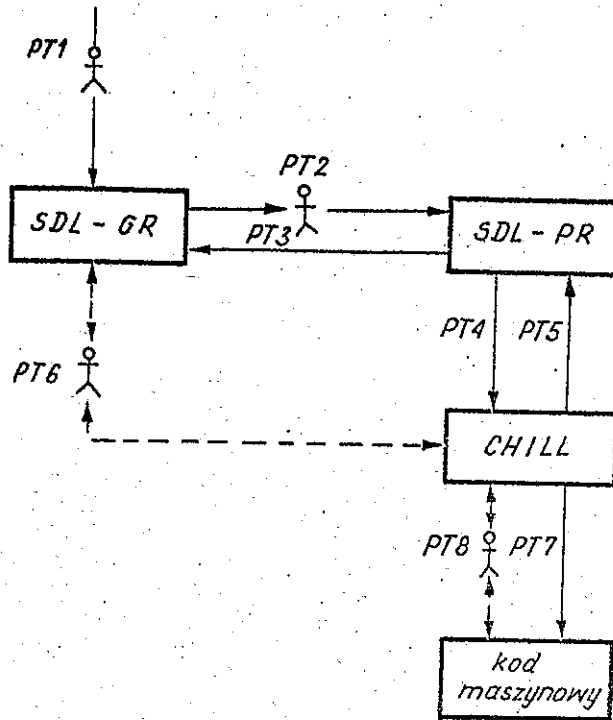 PT1
PT2
SDL - GR
SDL - PR
PT3
PT4
PT5
PT6
CHILL
PT8
PT7
kod
maszynowy